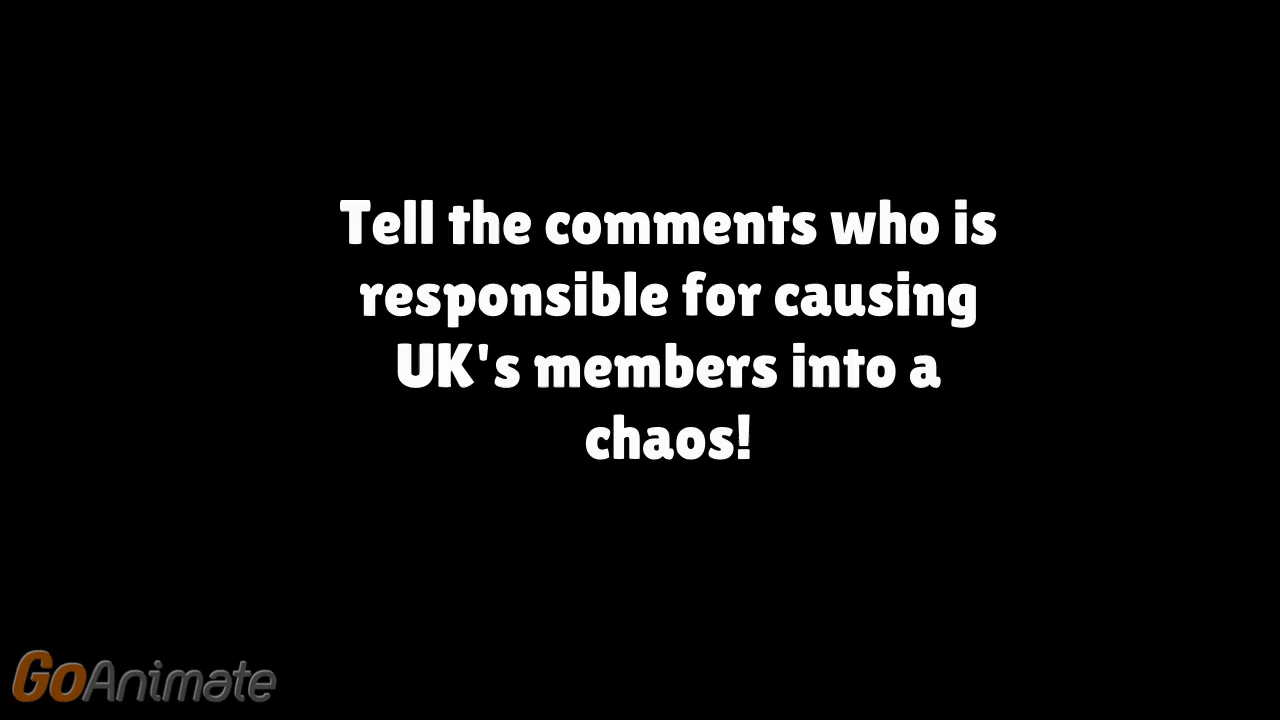 Tell the comments who is
responsible for causing
UK's members into a
chaos!
GoAnimate